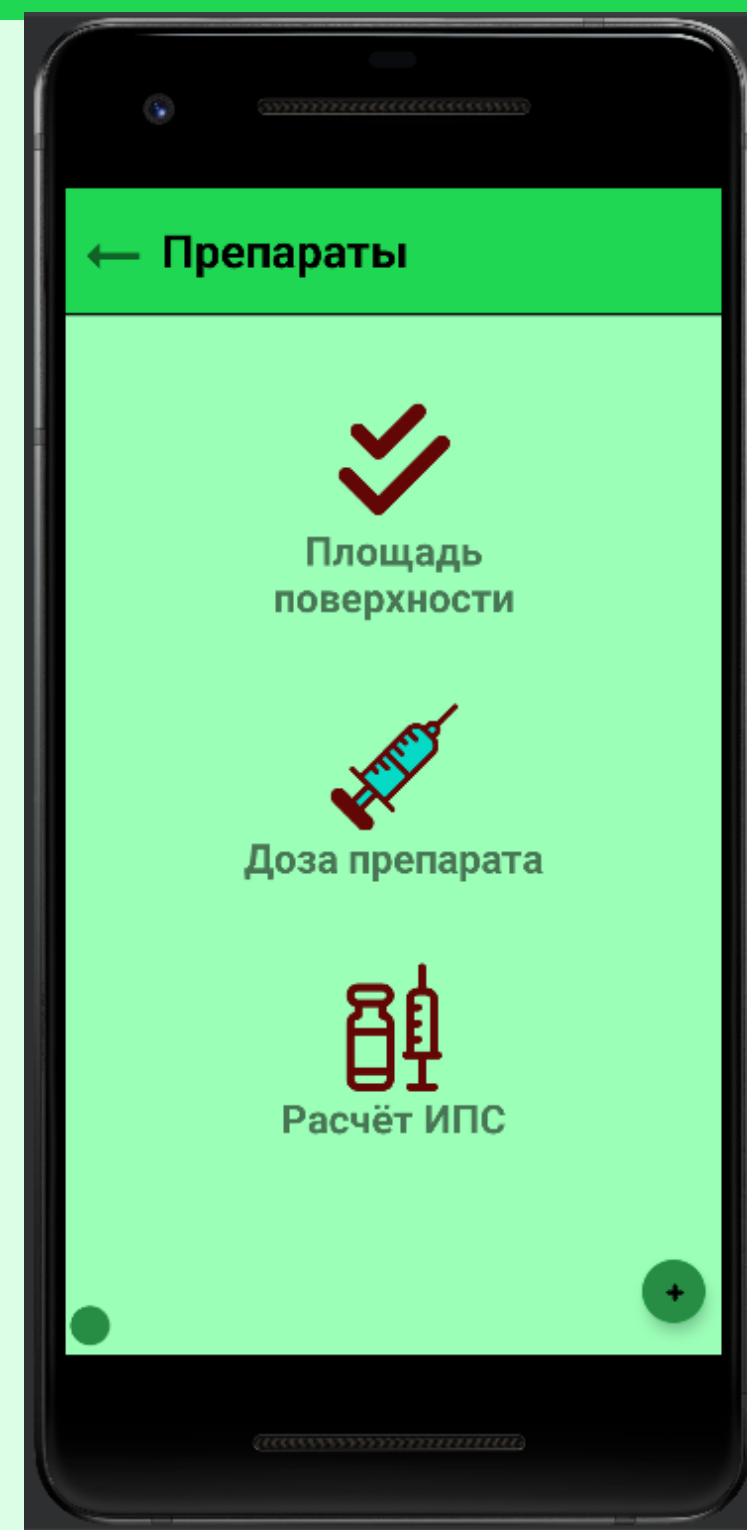 Препараты
Площадь
поверхности
Доза препарата
Расчёт ИПС